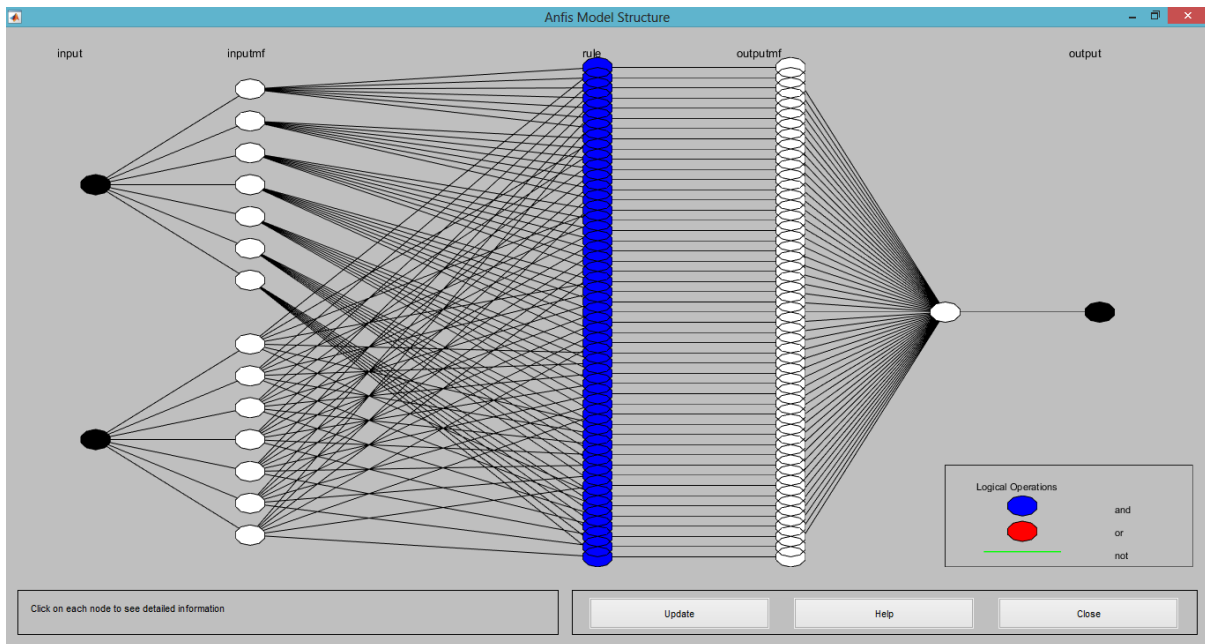 Anfis Model Structure
input
inputmf
rule
outputmf
output
Logical Operations
and
or
not
Click on each node to see detailed information
Update
Help
Close